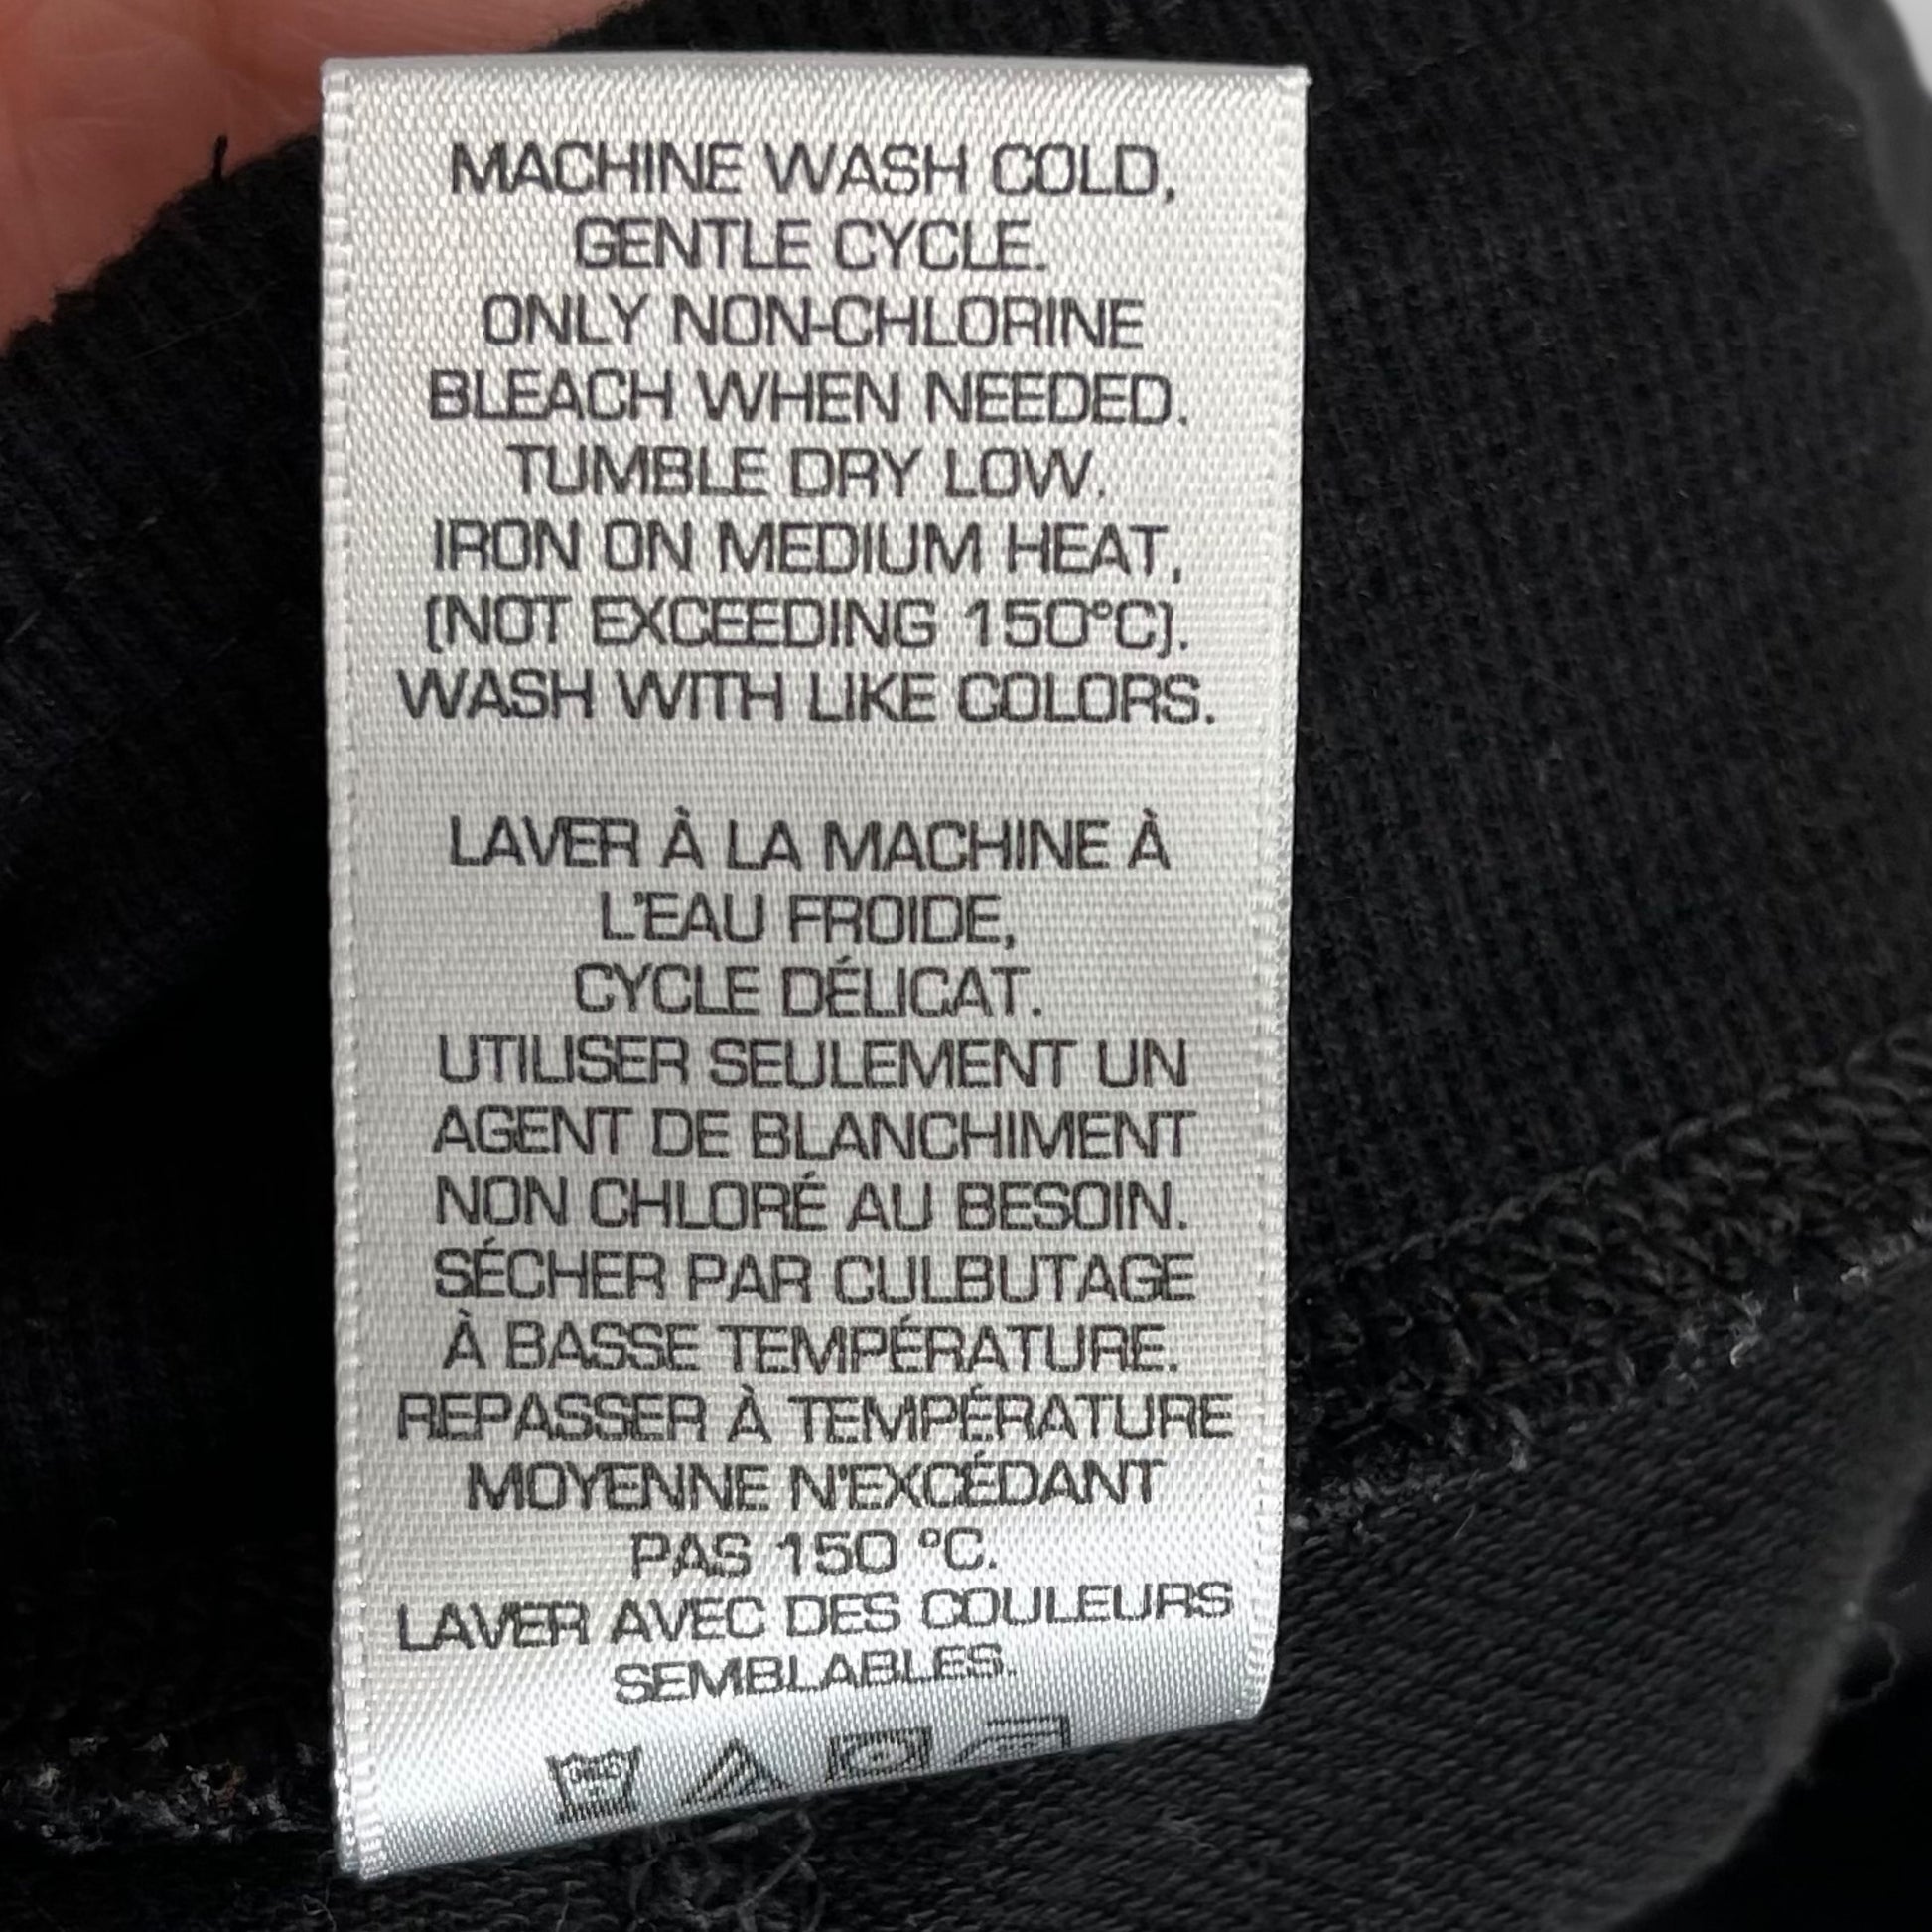 MACHINE WASH COLD,
GENTLE CYCLE.
ONLY NON-CHLORINE
BLEACH WHEN NEEDED.
TUMBLE DRY LOW.
IRON ON MEDIUM HEAT,
(NOT EXCEEDING 150°C).
WASH WITH LIKE COLORS.
LAVER À LA MACHINE À
L'EAU FROIDE,
CYCLE DÉLICAT.
UTILISER SEULEMENT UN
AGENT DE BLANCHIMENT
NON CHLORÉ AU BESOIN.
SÉCHER PAR CULBUTAGE
À BASSE TEMPÉRATURE.
REPASSER À TEMPÉRATURE
MOYENNE N'EXCÉDANT
PAS 150 °C.
LAVER AVEC DES COULEURS
SEMBLABLES.